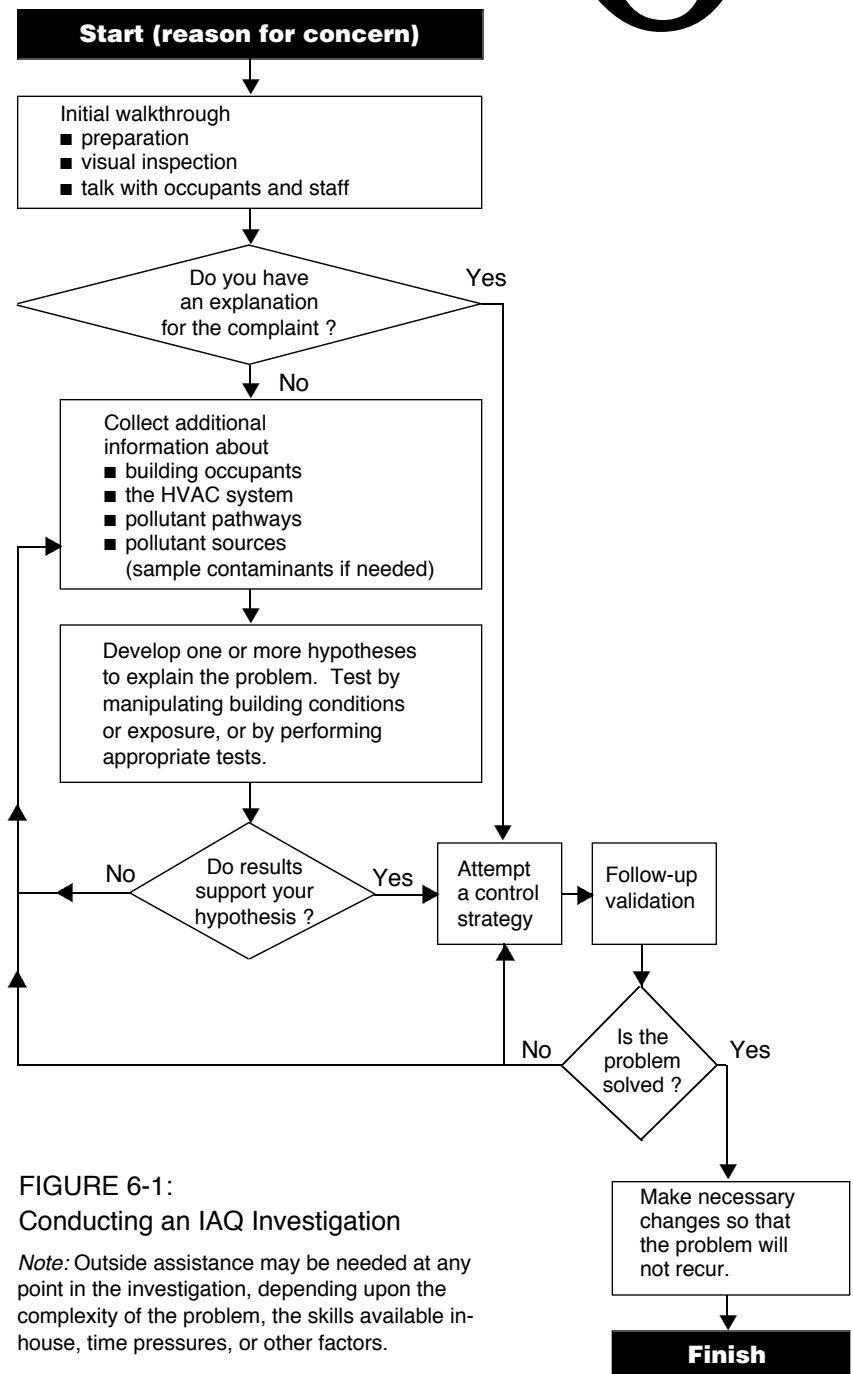 Start (reason for concern)
Initial walkthrough
■ preparation
■ visual inspection
■ talk with occupants and staff
Do you have
an explanation
for the complaint ?
Yes
No
Collect additional
information about
■ building occupants
■ the HVAC system
■ pollutant pathways
■ pollutant sources
(sample contaminants if needed)
Develop one or more hypotheses
to explain the problem. Test by
manipulating building conditions
or exposure, or by performing
appropriate tests.
No
Do results
support your
hypothesis ?
Yes
Attempt
a control
strategy
Follow-up
validation
No
Is the
problem
solved ?
Yes
Make necessary
changes so that
the problem will
not recur.
Finish
FIGURE 6-1:
Conducting an IAQ Investigation
Note: Outside assistance may be needed at any
point in the investigation, depending upon the
complexity of the problem, the skills available in-
house, time pressures, or other factors.